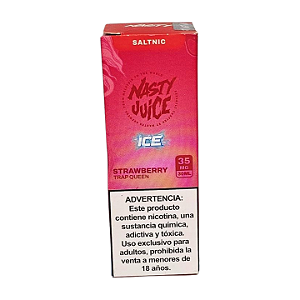 SALTNIC
NASTY
JUICE
ICE
STRAWBERRY
TRAP QUEEN
35
MG
30ML
ADVERTENCIA:
Este producto
contiene nicotina, una
sustancia química,
adictiva y tóxica.
Uso exclusivo para
adultos, prohibida la
venta a menores de
18 años.